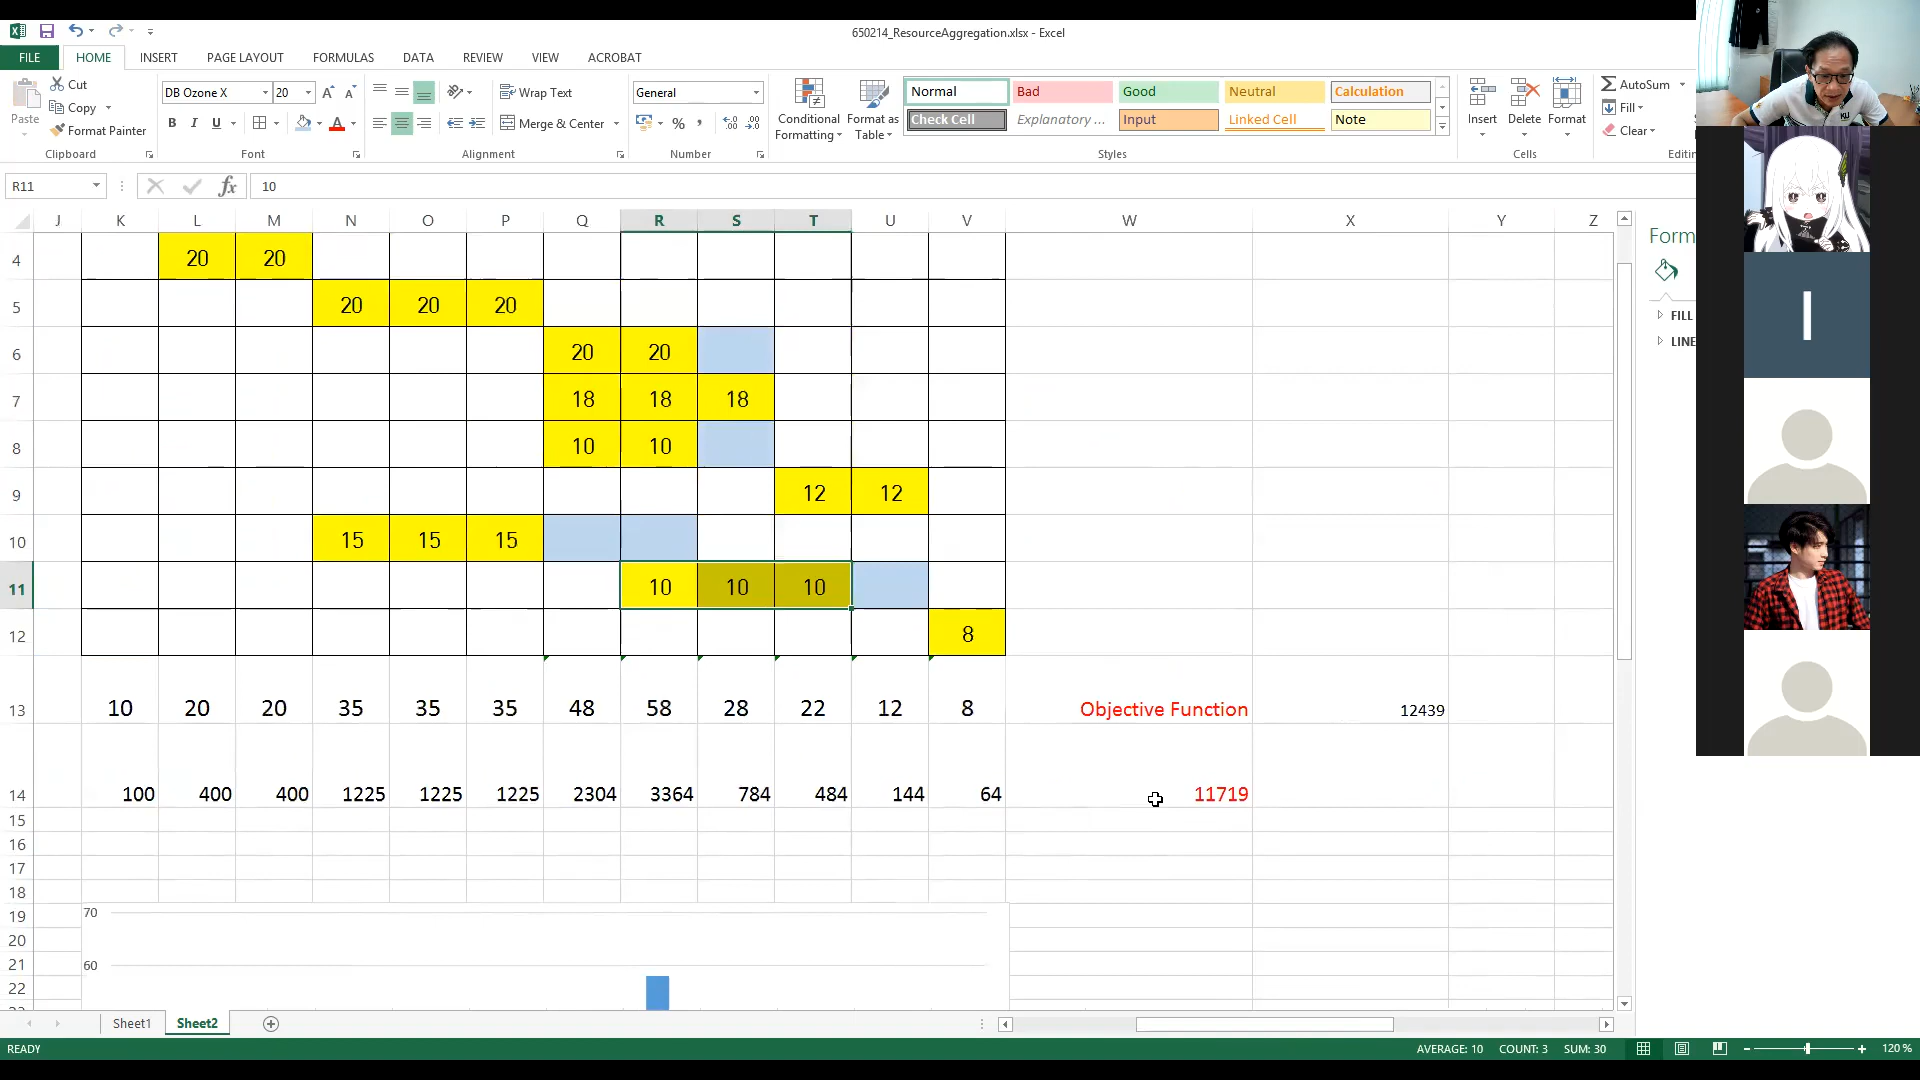 650214_ResourceAggregation.xlsx - Excel
FILE HOME INSERT PAGE LAYOUT FORMULAS DATA REVIEW VIEW ACROBAT
Cut DB Ozone X 20 Wrap Text General Normal Bad Good Neutral Calculation AutoSum
Copy Conditional Format as Insert Delete Format Fill
Paste Format Painter B I U Merge & Center % Formatting Table Check Cell Explanatory ... Input Linked Cell Note Clear
Clipboard Font Alignment Number Styles Cells Editin
R11 fx 10
J K L M N O P Q R S T U V W X Y Z
Form
4 20 20
5 20 20 20
FILL
LINE
6 20 20
7 18 18 18
8 10 10
9 12 12
10 15 15 15
11 10 10 10
12 8
13 10 20 20 35 35 35 48 58 28 22 12 8 Objective Function 12439
14 100 400 400 1225 1225 1225 2304 3364 784 484 144 64 11719
15
16
17
18
19 70
20
21 60
22
Sheet1 Sheet2
READY AVERAGE: 10 COUNT: 3 SUM: 30 120 %
I
KU